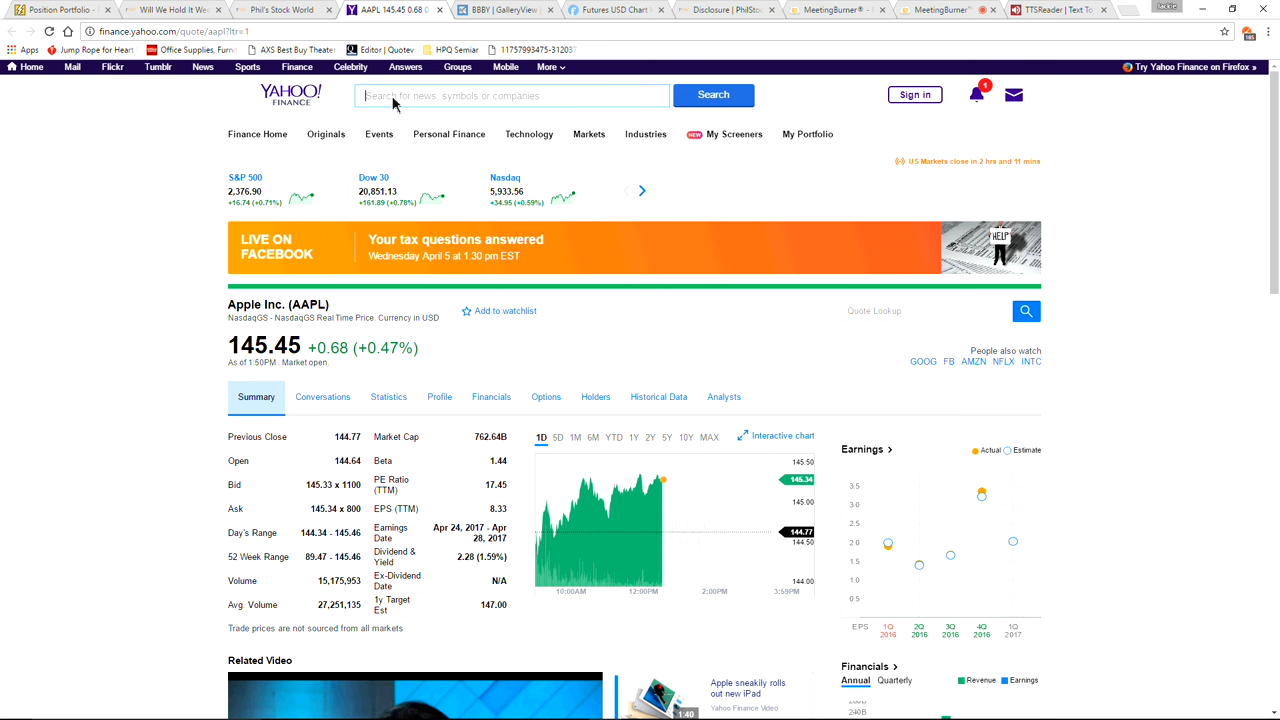 Position Portfolio -
Will We Hold It We
Phil's Stock World
AAPL 145.45 0.68 0
BBY | GalleryView |
Futures USD Chart
Disclosure | PhilStoc
MeetingBurner® - M
MeetingBurner™
TTSReader | Text To
Jackie
finance.yahoo.com/quote/aapl?ltr=1
Apps
Jump Rope for Heart
Office Supplies, Furn
AXS Best Buy Theater
Editor | Quotev
HPQ Semiar
11757993475-312037
Home Mail Flickr Tumblr News Sports Finance Celebrity Answers Groups Mobile More
Try Yahoo Finance on Firefox »
YAHOO!
FINANCE
Search for news, symbols or companies
Search
Sign in
1
Finance Home Originals Events Personal Finance Technology Markets Industries NEW My Screeners My Portfolio
US Markets close in 2 hrs and 11 mins
S&P 500
2,376.90
+16.74 (+0.71%)
Dow 30
20,851.13
+161.89 (+0.78%)
Nasdaq
5,933.56
+34.95 (+0.59%)
LIVE ON
FACEBOOK
Your tax questions answered
Wednesday April 5 at 1:30 pm EST
HELP
Apple Inc. (AAPL)
NasdaqGS - NasdaqGS Real Time Price. Currency in USD
Add to watchlist
Quote Lookup
145.45 +0.68 (+0.47%)
As of 1:50PM. Market open.
People also watch
GOOG FB AMZN NFLX INTC
Summary Conversations Statistics Profile Financials Options Holders Historical Data Analysts
Previous Close 144.77
Open 144.64
Bid 145.33 x 1100
Ask 145.34 x 800
Day's Range 144.34 - 145.46
52 Week Range 89.47 - 145.46
Volume 15,175,953
Avg. Volume 27,251,135
Market Cap 762.64B
Beta 1.44
PE Ratio
(TTM) 17.45
EPS (TTM) 8.33
Earnings
Date Apr 24, 2017 - Apr
28, 2017
Dividend &
Yield 2.28 (1.59%)
Ex-Dividend
Date N/A
1y Target
Est 147.00
Trade prices are not sourced from all markets
1D 5D 1M 6M YTD 1Y 2Y 5Y 10Y MAX
Interactive chart
145.50
145.34
145.00
144.77
144.50
144.00
10:00AM 12:00PM 2:00PM 3:59PM
Earnings
Actual Estimate
3.5
3.0
2.5
2.0
1.5
1.0
0.5
EPS 1Q 2Q 3Q 4Q 1Q
2016 2016 2016 2016 2017
Financials
Annual Quarterly
Revenue Earnings
240B
Related Video
Apple sneakily rolls
out new iPad
Yahoo Finance Video
1:40